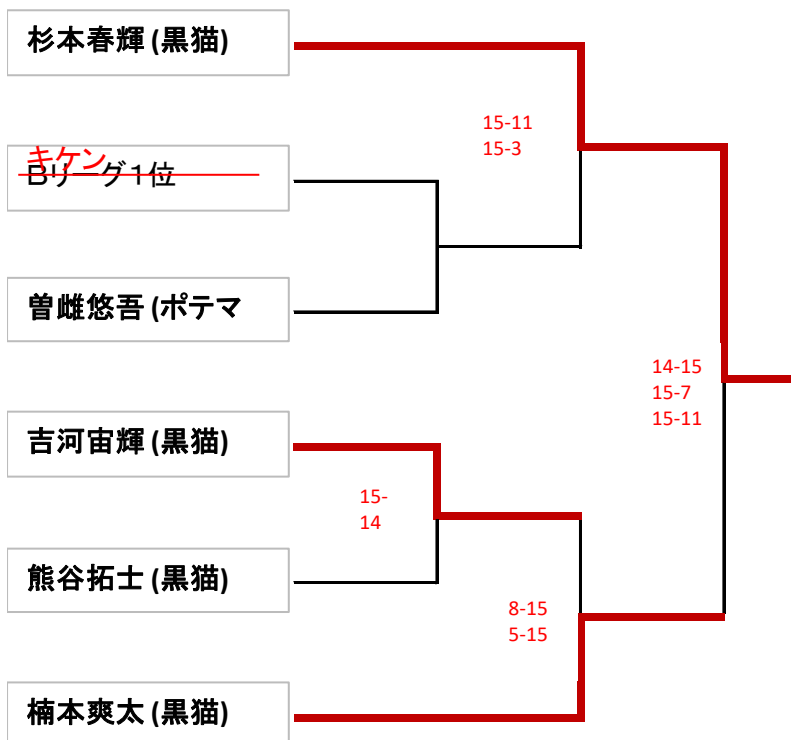 杉本春輝 (黒猫)
15-11
15-3
キケン
Bリーグ１位
曽雌悠吾 (ポテマ
14-15
15-7
15-11
吉河宙輝 (黒猫)
15-
14
熊谷拓士 (黒猫)
8-15
5-15
楠本爽太 (黒猫)